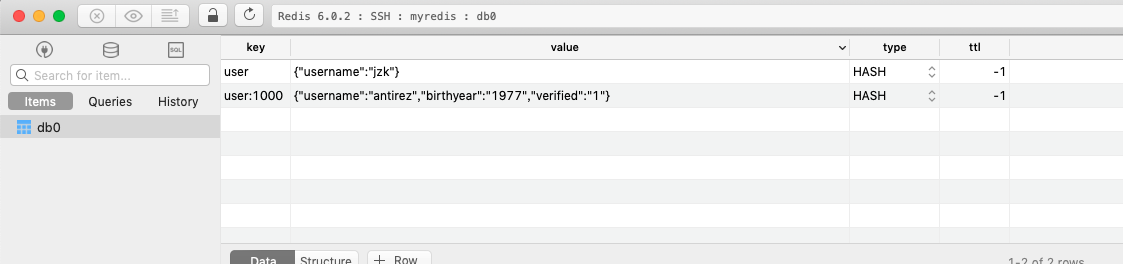 Redis 6.0.2 : SSH : myredis : db0
SQL
Search for item...
Items Queries History
db0
key value type ttl
user {"username":"jzk"} HASH -1
user:1000 {"username":"antirez","birthyear":"1977","verified":"1"} HASH -1
Data Structure + Row 1-2 of 2 rows